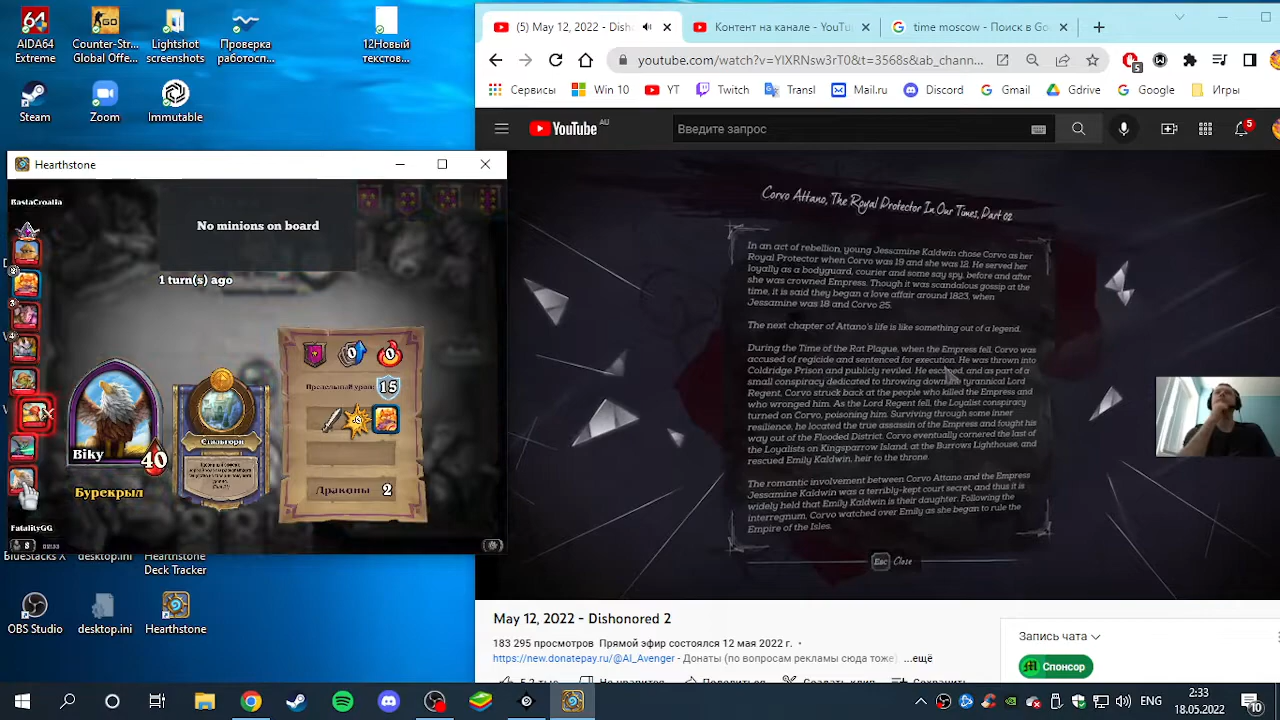 AIDA64 Extreme
Counter-Str... Global Offe...
Lightshot screenshots
Проверка работосп...
12Новый текстов...
Steam
Zoom
Immutable
(5) May 12, 2022 - Dishon
Контент на канале - YouTu
time moscow - Поиск в Go
youtube.com/watch?v=YlXRNsw3rT0&t=3568s&ab_chann...
5
Сервисы
Win 10
YT
Twitch
Transl
Mail.ru
Discord
Gmail
Gdrive
Google
Игры
YouTube AU
Введите запрос
5
Hearthstone
BastaCroatia
No minions on board
1 turn(s) ago
Biky
40
Бурекрыл
0
0
15
Драконы 2
FatalityGG
Corvo Attano, The Royal Protector In Our Times, Part 02
In an act of rebellion, young Jessamine Kaldwin chose Corvo as her
Royal Protector when Corvo was 19 and she was 12. He served her
loyally as a bodyguard, courier and some say spy, before and after
she was crowned Empress. Though it was scandalous gossip at the
time, it is said they began a love affair around 1823, when
Jessamine was 18 and Corvo 25.
The next chapter of Attano's life is like something out of a legend.
During the Time of the Rat Plague, when the Empress fell, Corvo was
accused of regicide and sentenced for execution. He was thrown into
Coldridge Prison and publicly reviled. He escaped, and as part of a
small conspiracy dedicated to throwing down tyrannical Lord
Regent, Corvo struck back at the people who killed the Empress and
who wronged him. As the Lord Regent fell, the Loyalist conspiracy
turned on Corvo, poisoning him. Surviving through some inner
resilience, he located the true assassin of the Empress and fought his
way out of the Flooded District. Corvo eventually cornered the last of
the Loyalists on Kingsparrow Island, at the Burrows Lighthouse, and
rescued Emily Kaldwin, heir to the throne.
The romantic involvement between Corvo Attano and the Empress
Jessamine Kaldwin was a terribly-kept court secret, and thus it is
widely held that Emily Kaldwin is their daughter. Following the
interregnum, Corvo watched over Emily as she began to rule the
Empire of the Isles.
Esc Close
BlueStacks X
desktop.ini
Hearthstone Deck Tracker
OBS Studio
desktop.ini
Hearthstone
May 12, 2022 - Dishonored 2
183 295 просмотров Прямой эфир состоялся 12 мая 2022 г. •
https://new.donatepay.ru/@Al_Avenger - Донаты (по вопросам рекламы сюда тоже) ...ещё
Запись чата
Спонсор
ENG
2:33
18.05.2022
10